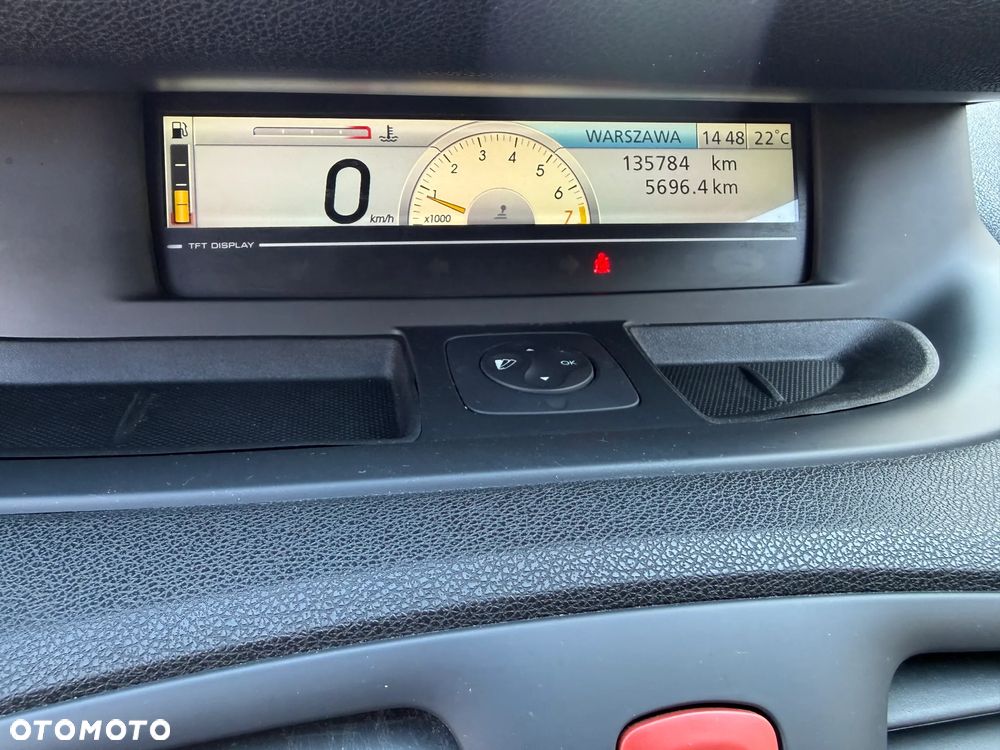 WARSZAWA 14 48 22°C
135784 km
5696.4 km
0 km/h
1 2 3 4 5 6 7
x1000
TFT DISPLAY
OK
OTOMOTO